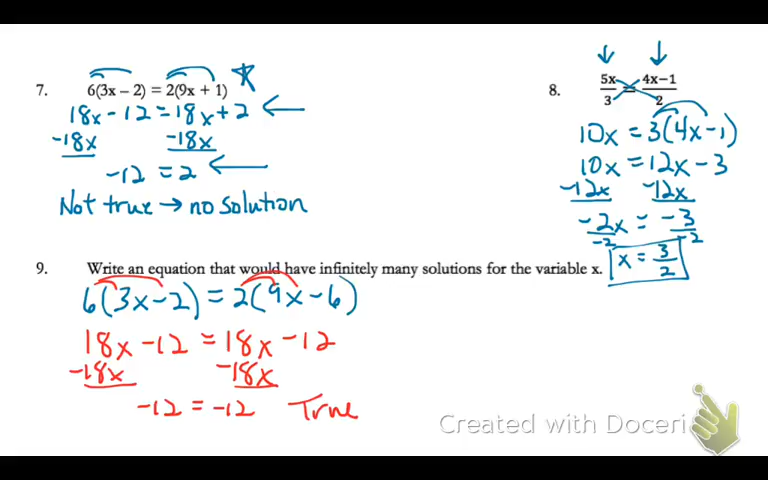 7. 6(3x – 2) = 2(9x + 1)
18x - 12 = 18x + 2
-18x -18x
-12 = 2
Not true → no solution
8. 5x/3 = 4x–1/2
10x = 3(4x - 1)
10x = 12x - 3
-12x -12x
-2x = -3
-2 -2
x = 3/2
9. Write an equation that would have infinitely many solutions for the variable x.
6(3x - 2) = 2(9x - 6)
18x - 12 = 18x - 12
-18x -18x
-12 = -12 True
Created with Doceri